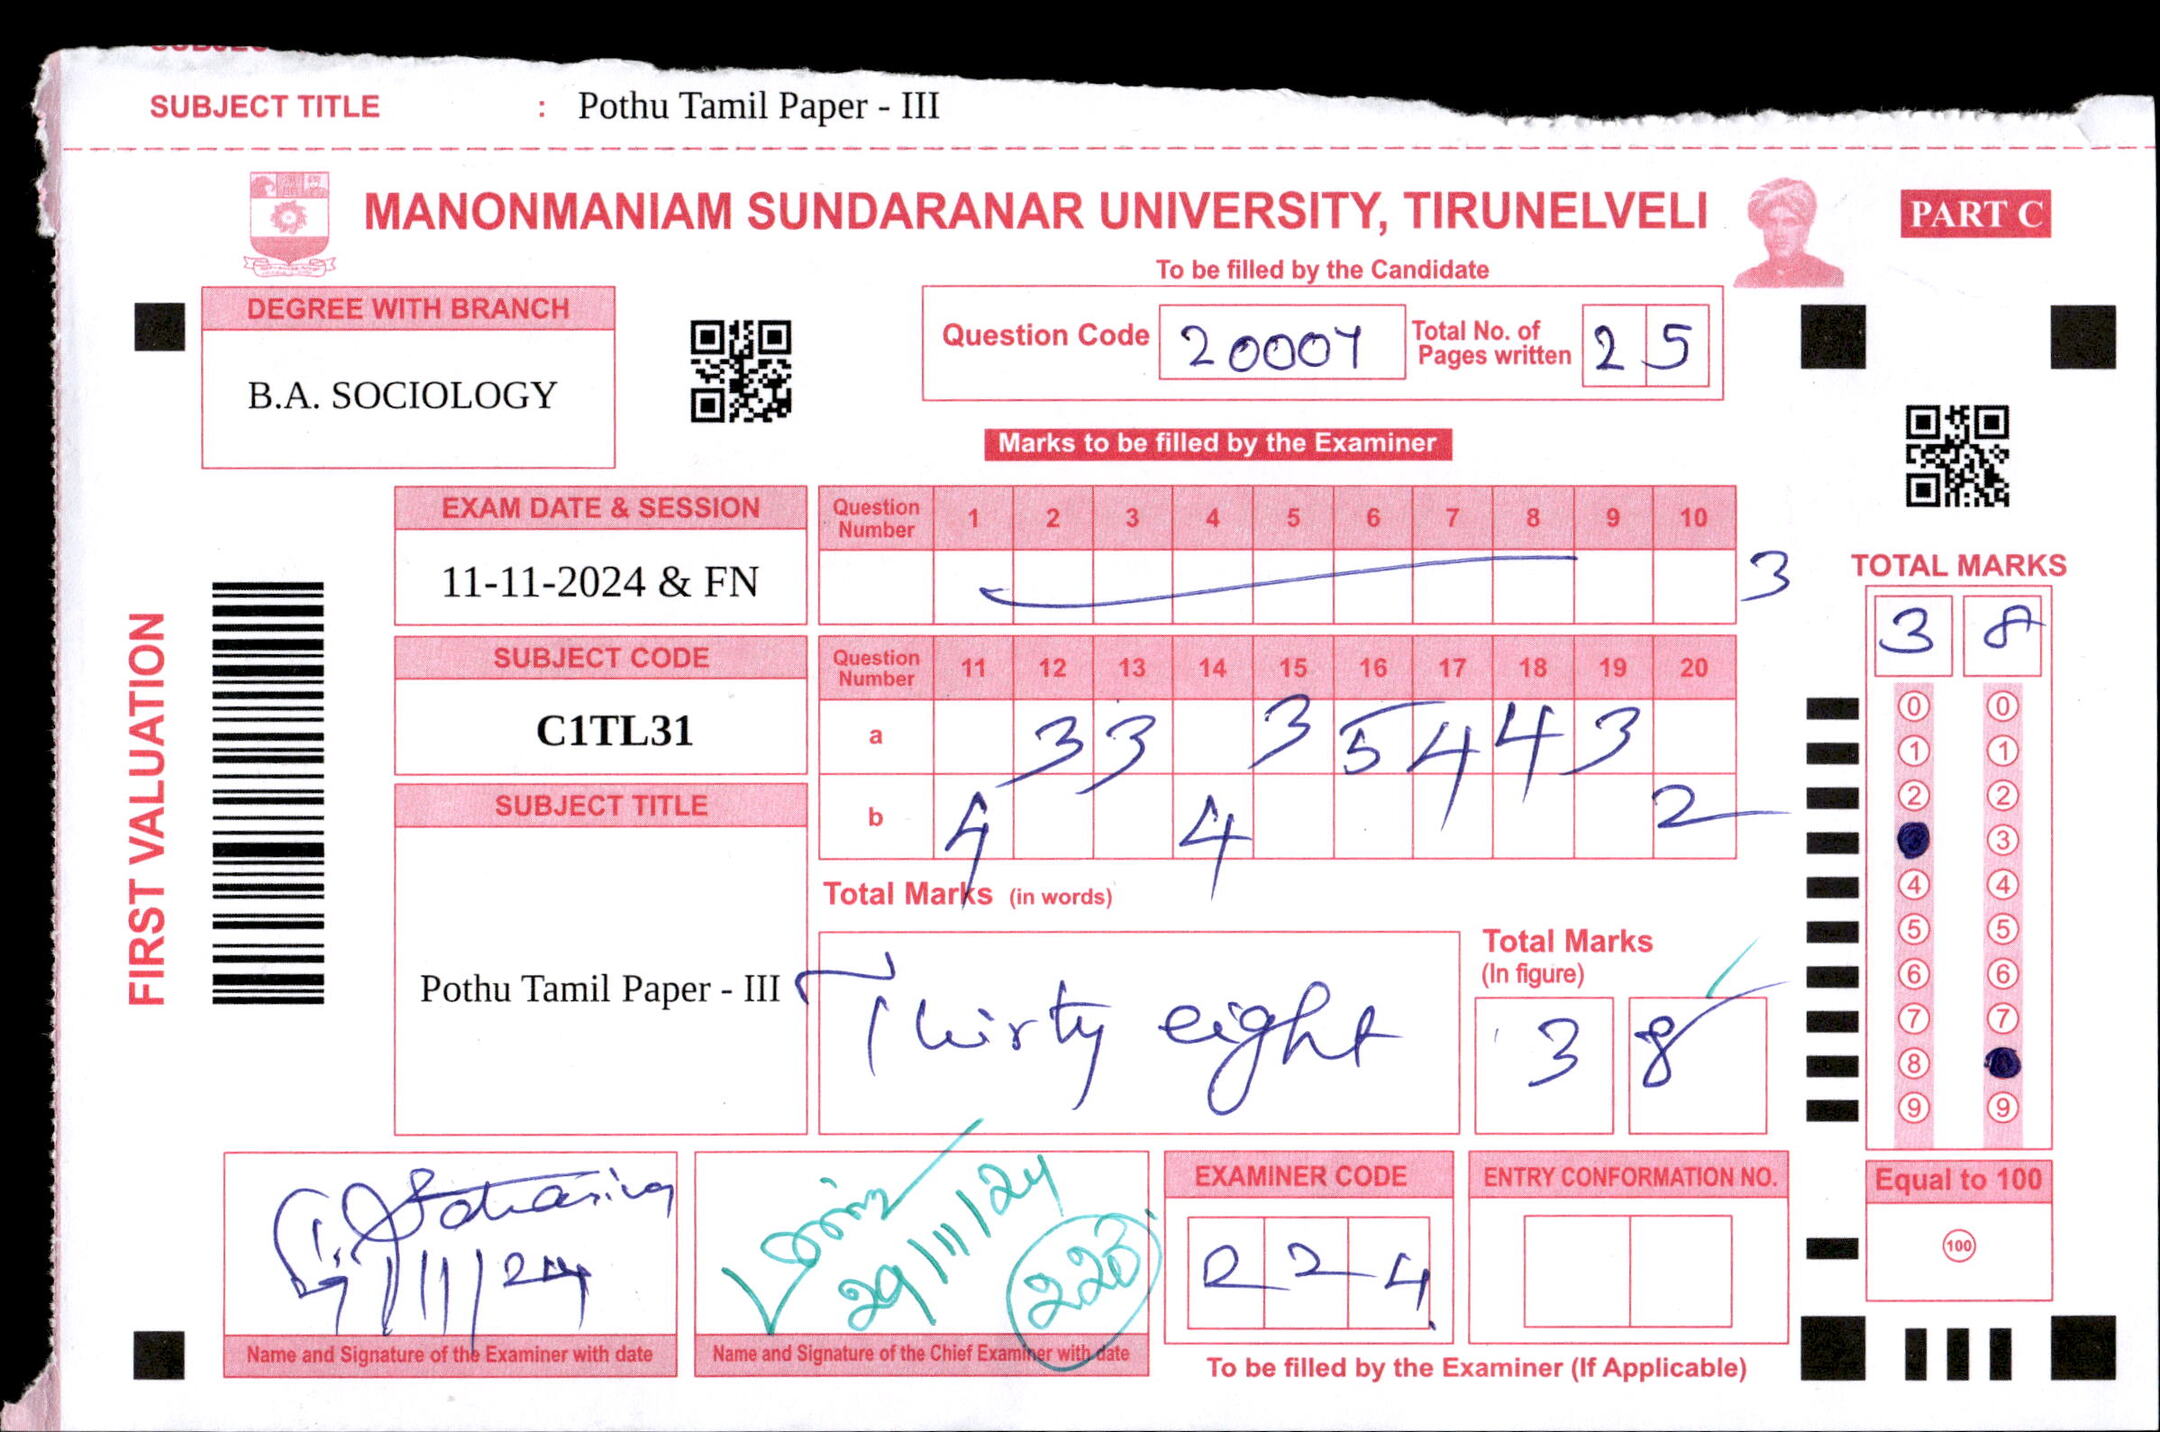 SUBJECT TITLE : Pothu Tamil Paper - III
MANONMANIAM SUNDARANAR UNIVERSITY, TIRUNELVELI
PART C
To be filled by the Candidate
DEGREE WITH BRANCH
B.A. SOCIOLOGY
Question Code 20007 Total No. of Pages written 25
Marks to be filled by the Examiner
EXAM DATE & SESSION
11-11-2024 & FN
Question Number 1 2 3 4 5 6 7 8 9 10
3
SUBJECT CODE
C1TL31
Question Number 11 12 13 14 15 16 17 18 19 20
a 3 3 3 5 4 4 3
b 4 4 2
SUBJECT TITLE
Pothu Tamil Paper - III
Total Marks (in words)
Thirty eight
Total Marks
(In figure)
3 8
FIRST VALUATION
TOTAL MARKS
3 8
0 0
1 1
2 2
3
4 4
5 5
6 6
7 7
8
9 9
Equal to 100
100
29/11/24
228
Name and Signature of the Examiner with date
Name and Signature of the Chief Examiner with date
EXAMINER CODE
2 2 4
ENTRY CONFORMATION NO.
To be filled by the Examiner (If Applicable)